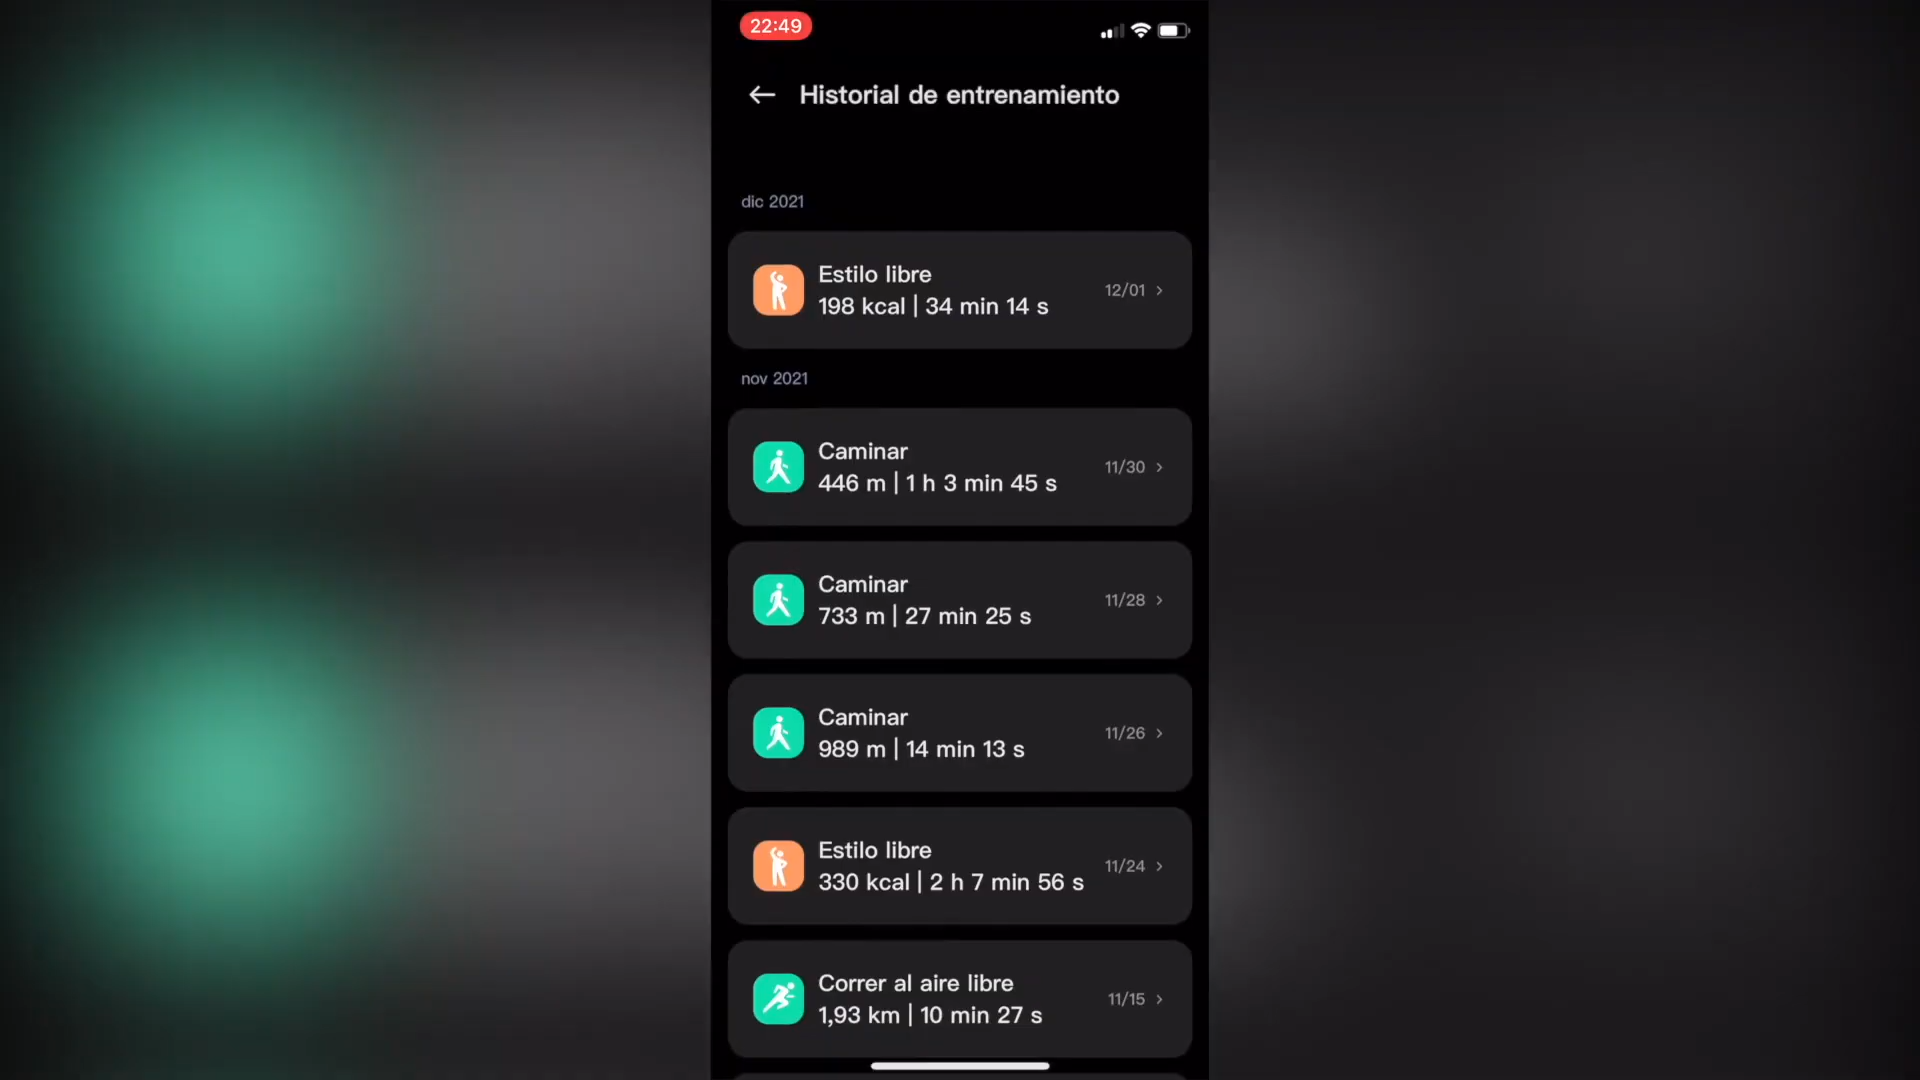 22:49
Historial de entrenamiento
dic 2021
Estilo libre
198 kcal | 34 min 14 s
12/01
nov 2021
Caminar
446 m | 1 h 3 min 45 s
11/30
Caminar
733 m | 27 min 25 s
11/28
Caminar
989 m | 14 min 13 s
11/26
Estilo libre
330 kcal | 2 h 7 min 56 s
11/24
Correr al aire libre
1,93 km | 10 min 27 s
11/15